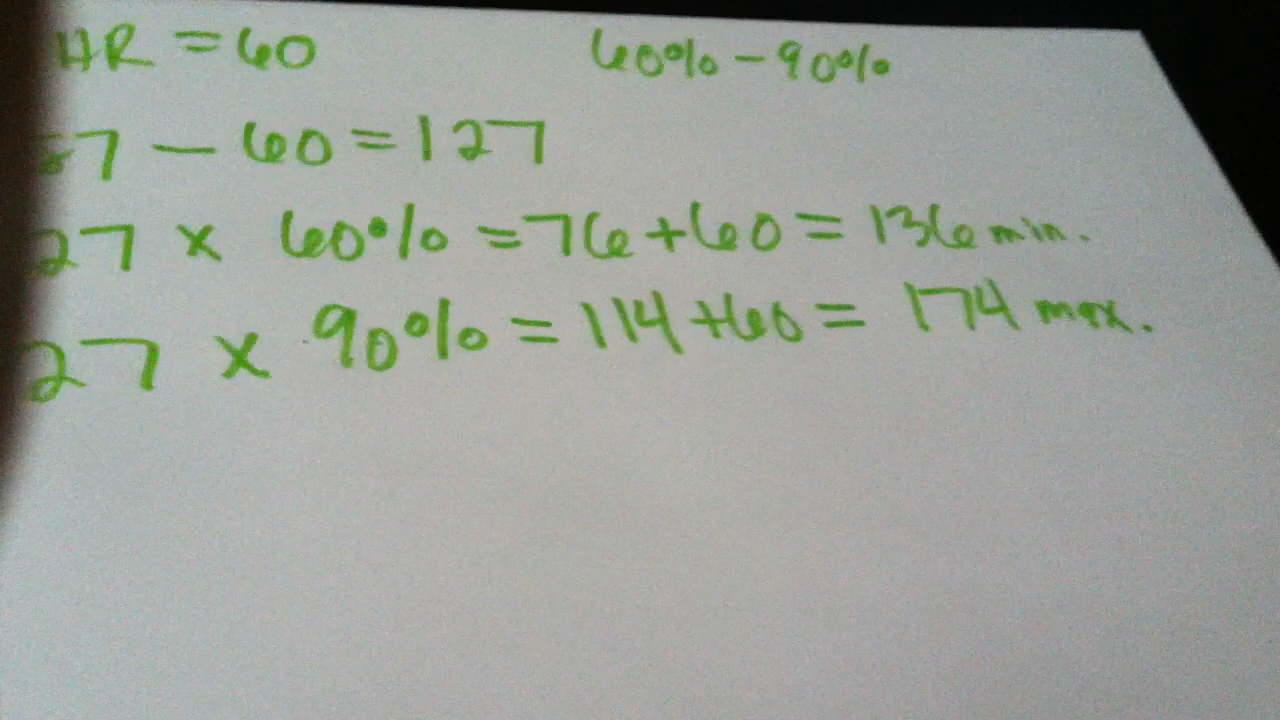 HR = 60 60% - 90%
7 - 60 = 127
27 x 60% = 76 + 60 = 136 min.
27 x 90% = 114 + 60 = 174 max.